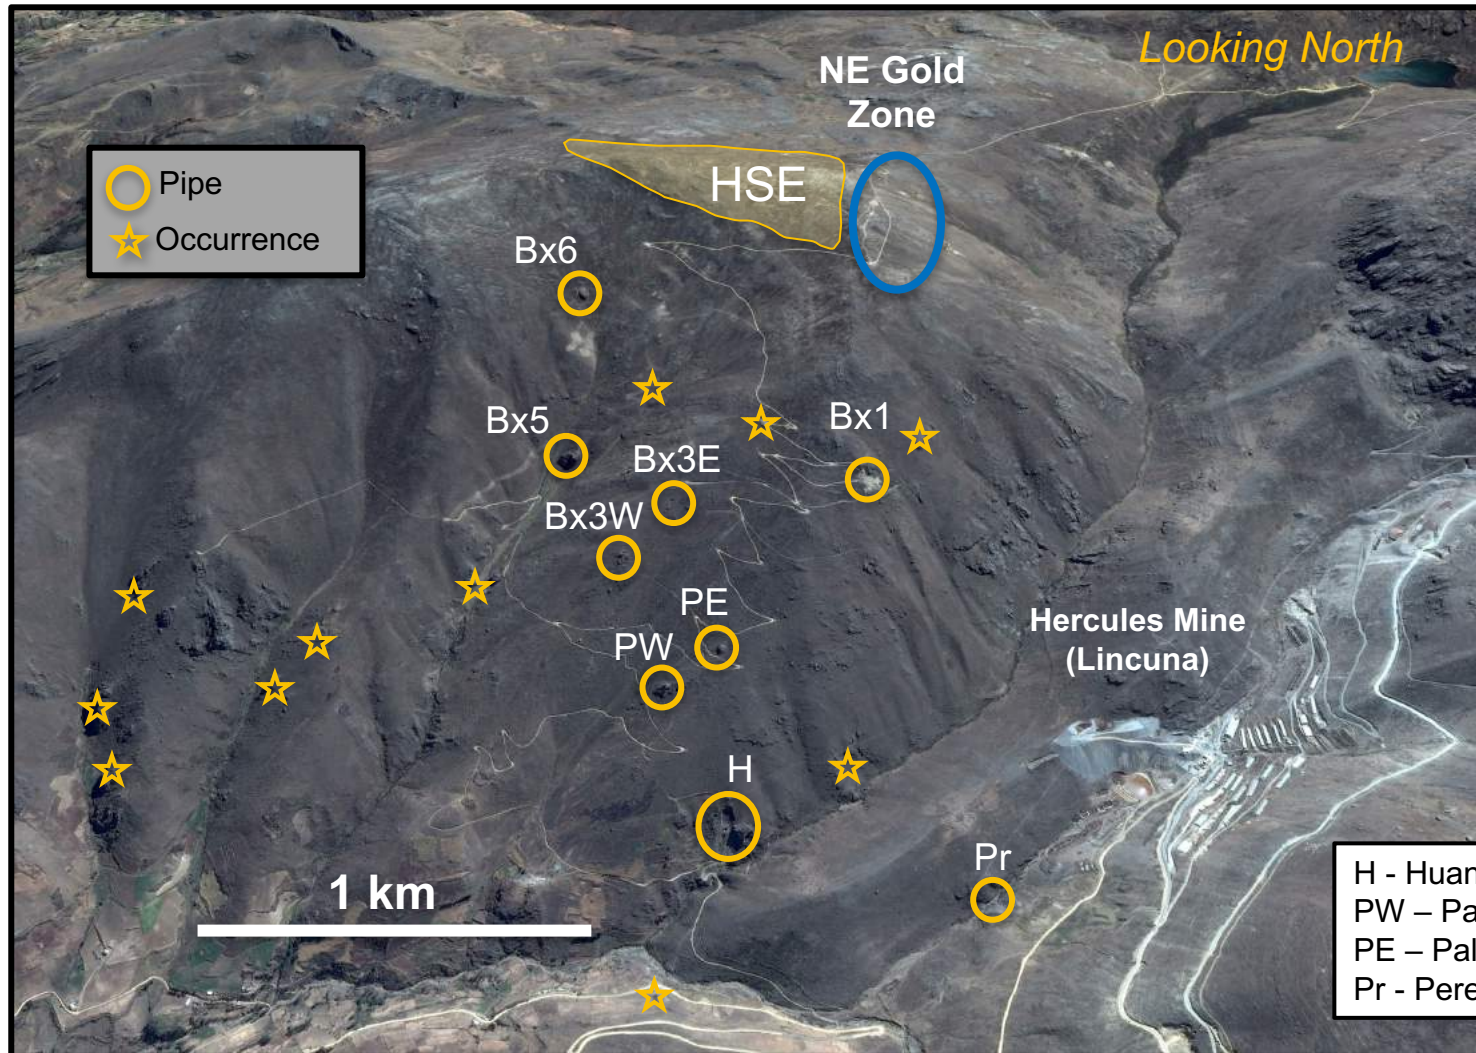 Looking North
NE Gold
Zone
Pipe
Occurrence
HSE
Bx6
Bx5
Bx1
Bx3E
Bx3W
PE
PW
Hercules Mine
(Lincuna)
H
Pr
1 km
H - Huan
PW – Pa
PE – Pal
Pr - Pere